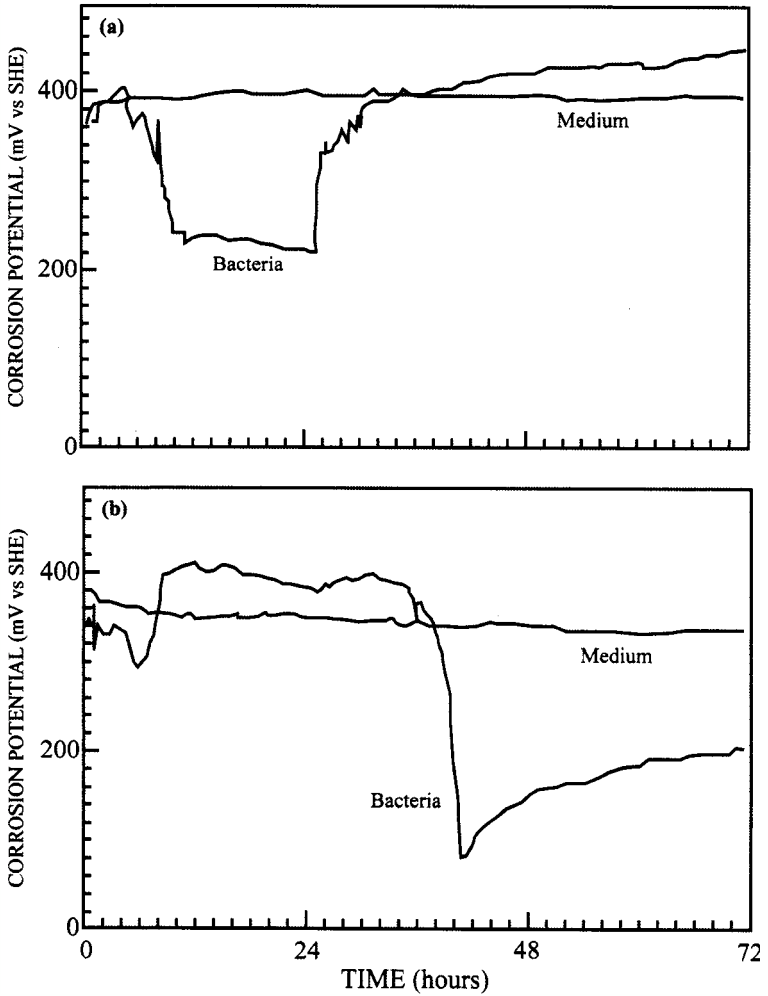 (a)
CORROSION POTENTIAL (mV vs SHE)
400
200
0
Medium
Bacteria
(b)
CORROSION POTENTIAL (mV vs SHE)
400
200
0
Medium
Bacteria
0 24 48 72
TIME (hours)